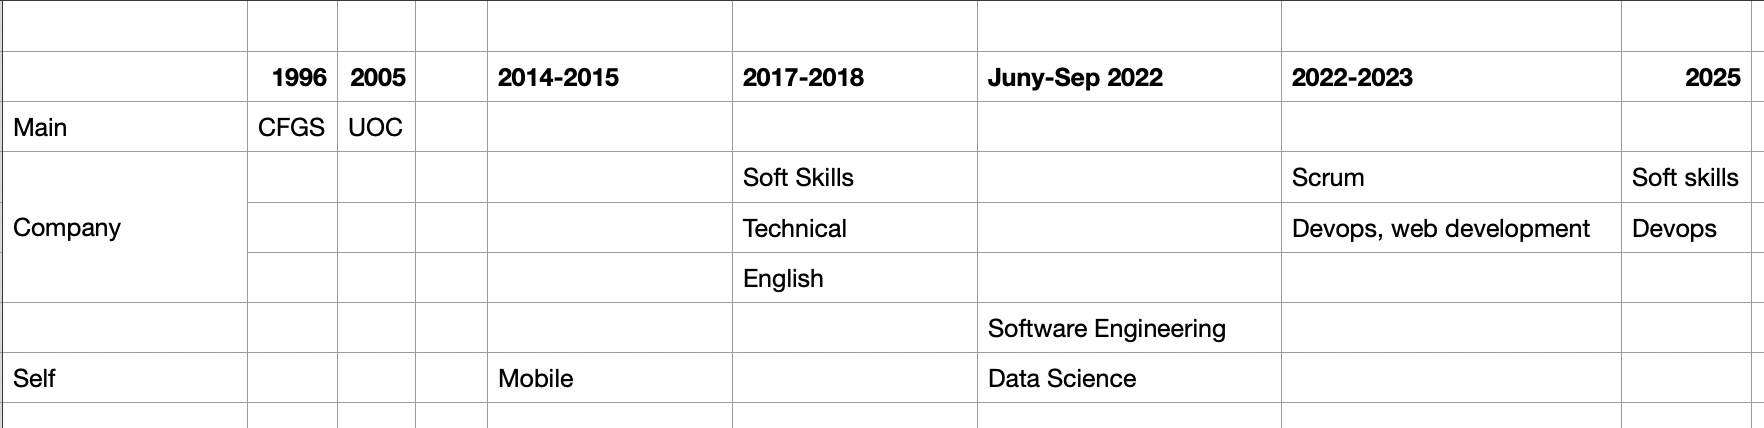 1996 2005 2014-2015 2017-2018 Juny-Sep 2022 2022-2023 2025
Main CFGS UOC
Soft Skills Scrum Soft skills
Company Technical Devops, web development Devops
English
Software Engineering
Self Mobile Data Science